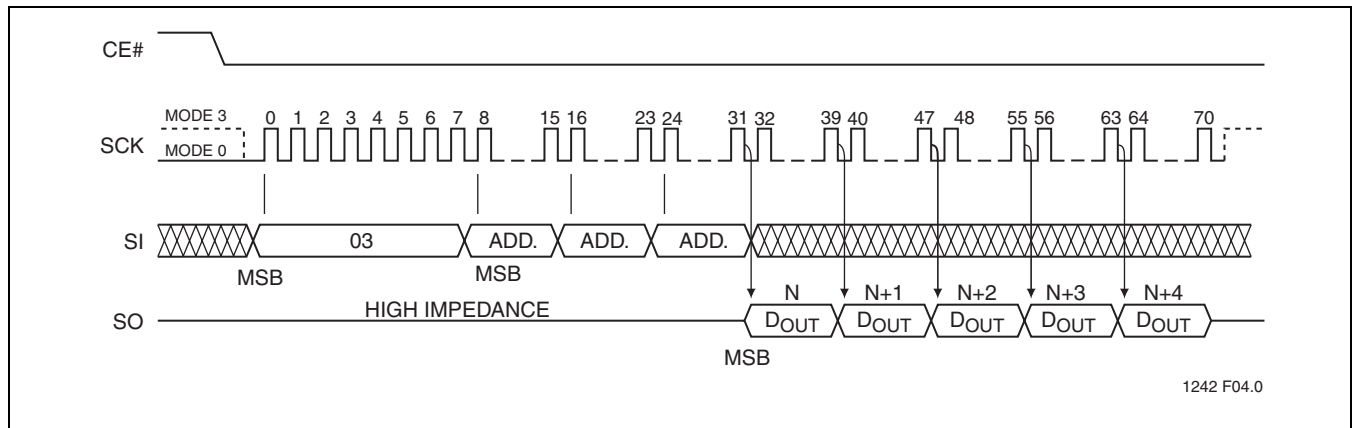 CE#
MODE 3
0 1 2 3 4 5 6 7 8 15 16 23 24 31 32 39 40 47 48 55 56 63 64 70
SCK
MODE 0
SI 03 ADD. ADD. ADD.
MSB MSB
N N+1 N+2 N+3 N+4
HIGH IMPEDANCE
SO DOUT DOUT DOUT DOUT DOUT
MSB
1242 F04.0